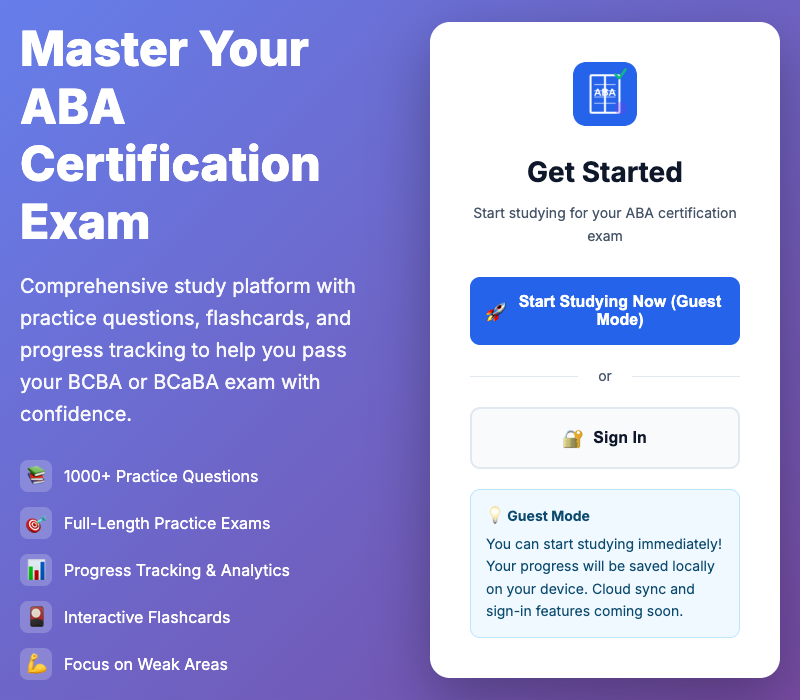 Master Your
ABA
Certification
Exam
Comprehensive study platform with
practice questions, flashcards, and
progress tracking to help you pass
your BCBA or BCaBA exam with
confidence.
1000+ Practice Questions
Full-Length Practice Exams
Progress Tracking & Analytics
Interactive Flashcards
Focus on Weak Areas
ABA
Get Started
Start studying for your ABA certification
exam
Start Studying Now (Guest
Mode)
or
Sign In
Guest Mode
You can start studying immediately!
Your progress will be saved locally
on your device. Cloud sync and
sign-in features coming soon.